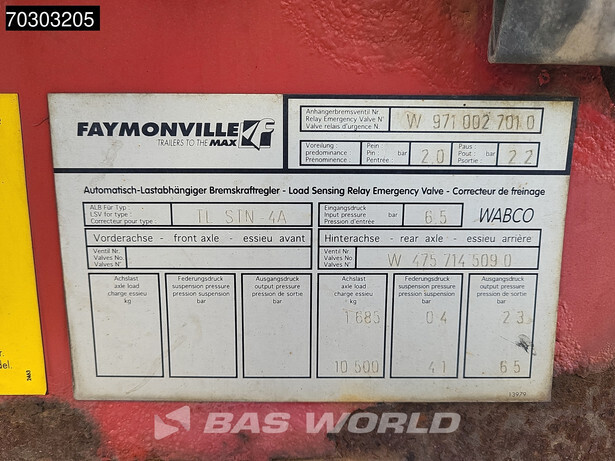 70303205
FAYMONVILLE
TRAILERS TO THE MAX
Anhängerbremsventil Nr.
Relay Emergency Valve N°
Valve relais d'urgence N.
W 971 002 701 0
Voreilung
predominance:
Prenominence:
Pein
Pin
Pentrée
bar
2.0
Paus
Pout: bar
Psortie:
2.2
Automatisch-Lastabhängiger Bremskraftregler - Load Sensing Relay Emergency Valve - Correcteur de freinage
ALB Für Typ
LSV for type:
Correcteur pour type:
TL STN-4A
Eingangsdruck
Input pressure bar
pression d'entrée
6.5
WABCO
Vorderachse - front axle - essieu avant
Hinterachse - rear axle - essieu arrière
Ventil Nr.
Valves No.
Valves N°
Ventil Nr.
Valves No
Valves N°
W 475 714 509 0
Achslast
axle load
charge essieu
kg
Federungsdruck
pressure suspension
pression suspension
bar
Ausgangsdruck
output pressure
pression de sortie
bar
Achslast
axle load
charge essieu
kg
Federungsdruck
pressure suspension
pression suspension
bar
Ausgangsdruck
output pressure
pression de sortie
bar
1 685 0.4 2.3
10 500 4.1 6.5
13979
r.
del.
BAS WORLD